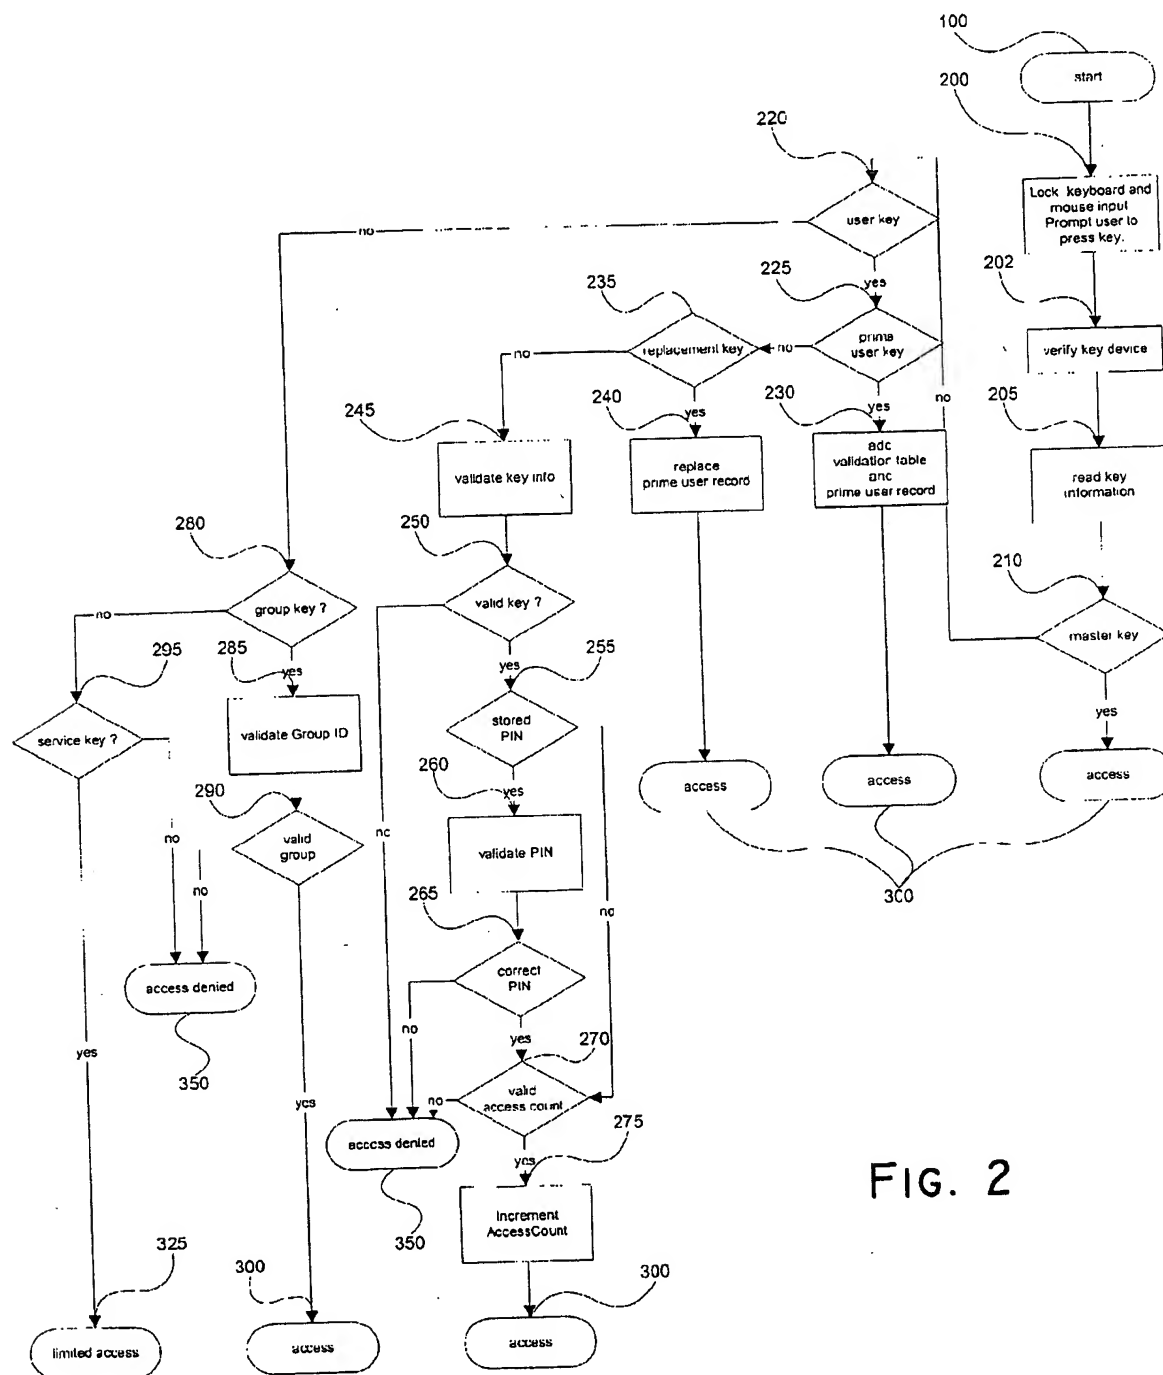 100
start
200
220
Lock keyboard and
mouse input
Prompt user to
press key.
user key
no
yes
202
225
235
prime
user key
replacement key
no
no
verify key device
no
yes
yes
205
230
240
245
adc
validation table
anc
prime user record
replace
prime user record
validate key info
read key
information
280
250
210
group key ?
valid key ?
master key
no
295
285
yes
yes
255
yes
service key ?
validate Group ID
stored
PIN
access
access
access
260
yes
290
no
nc
valid
group
validate PIN
300
no
265
no
correct
PIN
access denied
no
yes
yes
350
270
yes
no
valid
access count
access denied
275
yes
350
FIG. 2
Increment
AccessCount
325
300
300
limited access
access
access